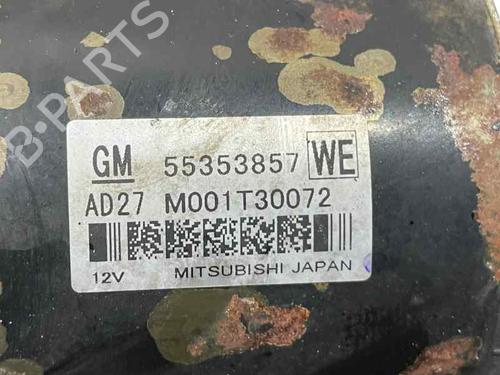 B-PARTS
GM 55353857 WE
AD27 M001T30072
12V MITSUBISHI JAPAN